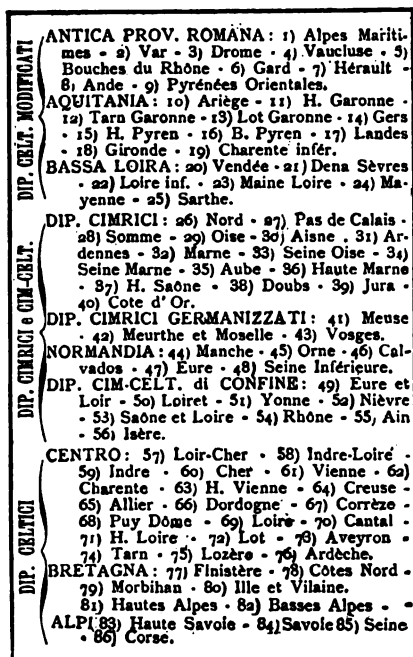 DIP. CELT. MODIFICATI
ANTICA PROV. ROMANA: 1) Alpes Mariti-
mes - 2) Var - 3) Drome - 4) Vaucluse - 5)
Bouches du Rhône - 6) Gard - 7) Hérault -
8) Ande - 9) Pyrénées Orientales.
AQUITANIA: 10) Ariège - 11) H. Garonne -
12) Tarn Garonne - 13) Lot Garonne - 14) Gers
- 15) H. Pyren - 16) B. Pyren - 17) Landes
- 18) Gironde - 19) Charente infér.
BASSA LOIRA: 20) Vendée - 21) Dena Sèvres
- 22) Loire inf. - 23) Maine Loire - 24) Ma-
yenne - 25) Sarthe.
DIP. CIMRICI e CIM-CELT.
DIP. CIMRICI: 26) Nord - 27) Pas de Calais -
28) Somme - 29) Oise - 30) Aisne . 31) Ar-
dennes - 32) Marne - 33) Seine Oise - 34)
Seine Marne - 35) Aube - 36) Haute Marne
- 87) H. Saône - 38) Doubs - 39) Jura -
40) Cote d' Or.
DIP. CIMRICI GERMANIZZATI: 41) Meuse
- 42) Meurthe et Moselle - 43) Vosges.
NORMANDIA: 44) Manche - 45) Orne - 46) Cal-
vados - 47) Eure - 48) Seine Inférieure.
DIP. CIM-CELT. di CONFINE: 49) Eure et
Loir - 50) Loiret - 51) Yonne - 52) Nièvre
- 53) Saône et Loire - 54) Rhône - 55, Ain
- 56) Isère.
DIP. CELTICI
CENTRO: 57) Loir-Cher - 58) Indre-Loire -
59) Indre - 60) Cher - 61) Vienne - 62)
Charente - 63) H. Vienne - 64) Creuse -
65) Allier - 66) Dordogne - 67) Corrèze -
68) Puy Dôme - 69) Loire - 70) Cantal -
71) H. Loire - 72) Lot - 73) Aveyron -
74) Tarn - 75) Lozère - 76) Ardèche.
BRETAGNA: 77) Finistère - 78) Côtes Nord -
79) Morbihan - 80) Ille et Vilaine.
81) Hautes Alpes - 82) Basses Alpes - -
ALPI 83) Haute Savoie - 84) Savoie 85) Seine
- 86) Corse.